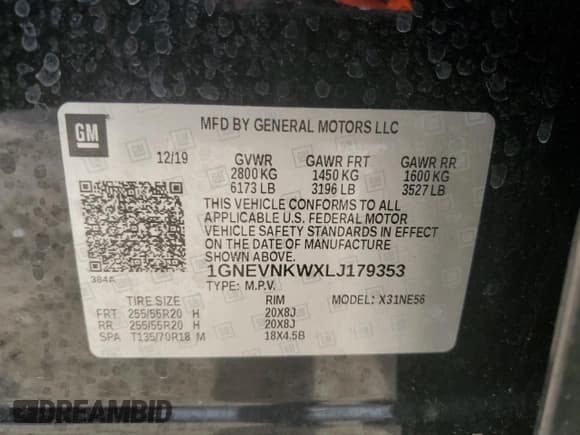 GM
MFD BY GENERAL MOTORS LLC
12/19 GVWR GAWR FRT GAWR RR
2800 KG 1450 KG 1600 KG
6173 LB 3196 LB 3527 LB
THIS VEHICLE CONFORMS TO ALL
APPLICABLE U.S. FEDERAL MOTOR
VEHICLE SAFETY STANDARDS IN EFFECT
ON THE DATE OF MANUFACTURE
SHOWN ABOVE.
384A 1GNEVNKWXLJ179353
TYPE: M.P.V.
TIRE SIZE RIM MODEL: X31NE56
FRT 255/55R20 H 20X8J
RR 255/55R20 H 20X8J
SPA T135/70R18 M 18X4.5B
DREAMBID